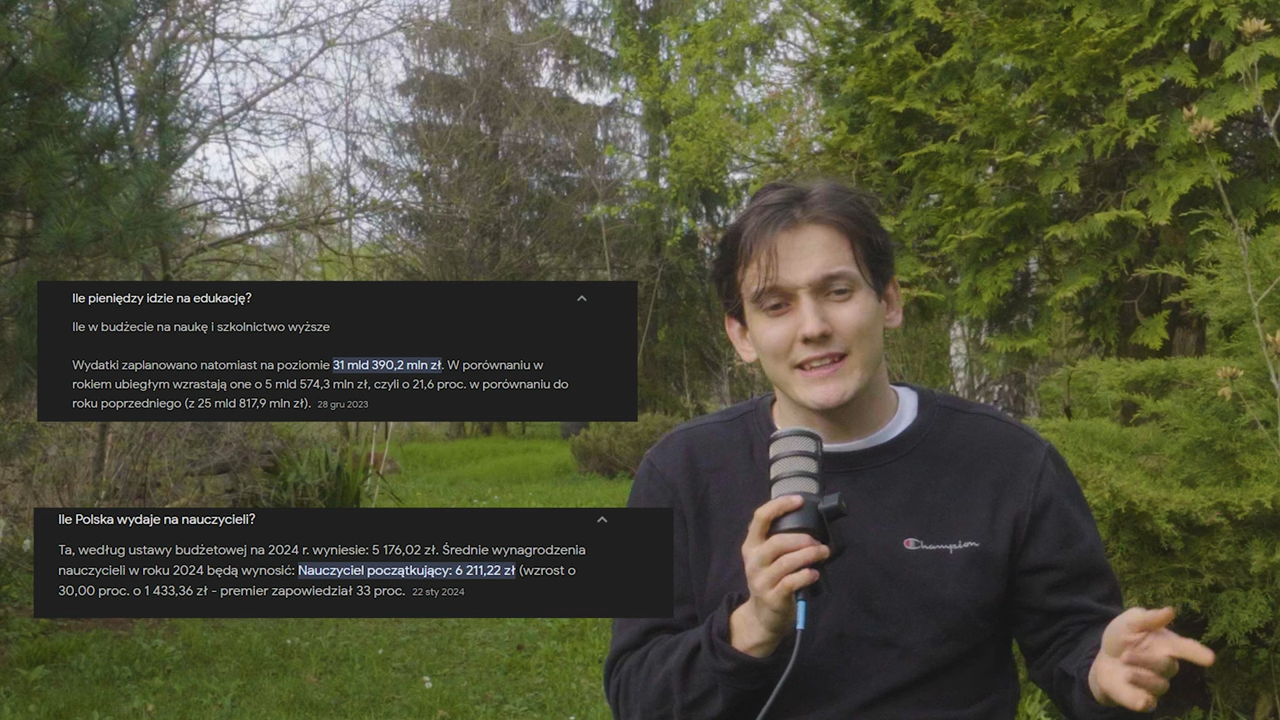 Ile pieniędzy idzie na edukację?
Ile w budżecie na naukę i szkolnictwo wyższe
Wydatki zaplanowano natomiast na poziomie 31 mld 390,2 mln zł. W porównaniu w
rokiem ubiegłym wzrastają one o 5 mld 574,3 mln zł, czyli o 21,6 proc. w porównaniu do
roku poprzedniego (z 25 mld 817,9 mln zł). 28 gru 2023
Ile Polska wydaje na nauczycieli?
Ta, według ustawy budżetowej na 2024 r. wyniesie: 5 176,02 zł. Średnie wynagrodzenia
nauczycieli w roku 2024 będą wynosić: Nauczyciel początkujący: 6 211,22 zł (wzrost o
30,00 proc. o 1 433,36 zł - premier zapowiedział 33 proc. 22 sty 2024
Champion